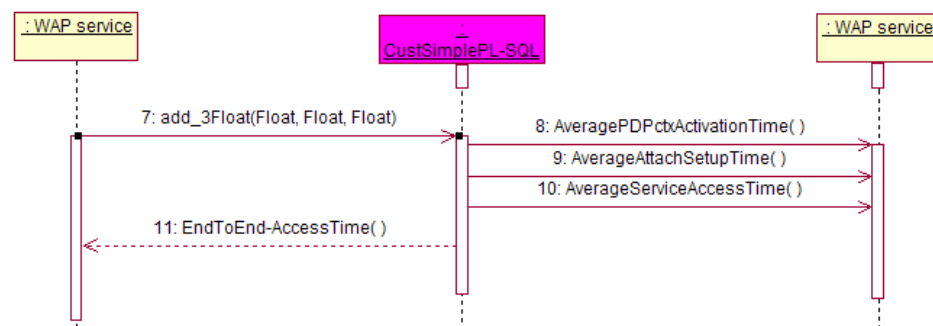 : WAP service
:
CustSimplePL-SQL
: WAP service
7: add_3Float(Float, Float, Float)
8: AveragePDPctxActivationTime( )
9: AverageAttachSetupTime( )
10: AverageServiceAccessTime( )
11: EndToEnd-AccessTime( )